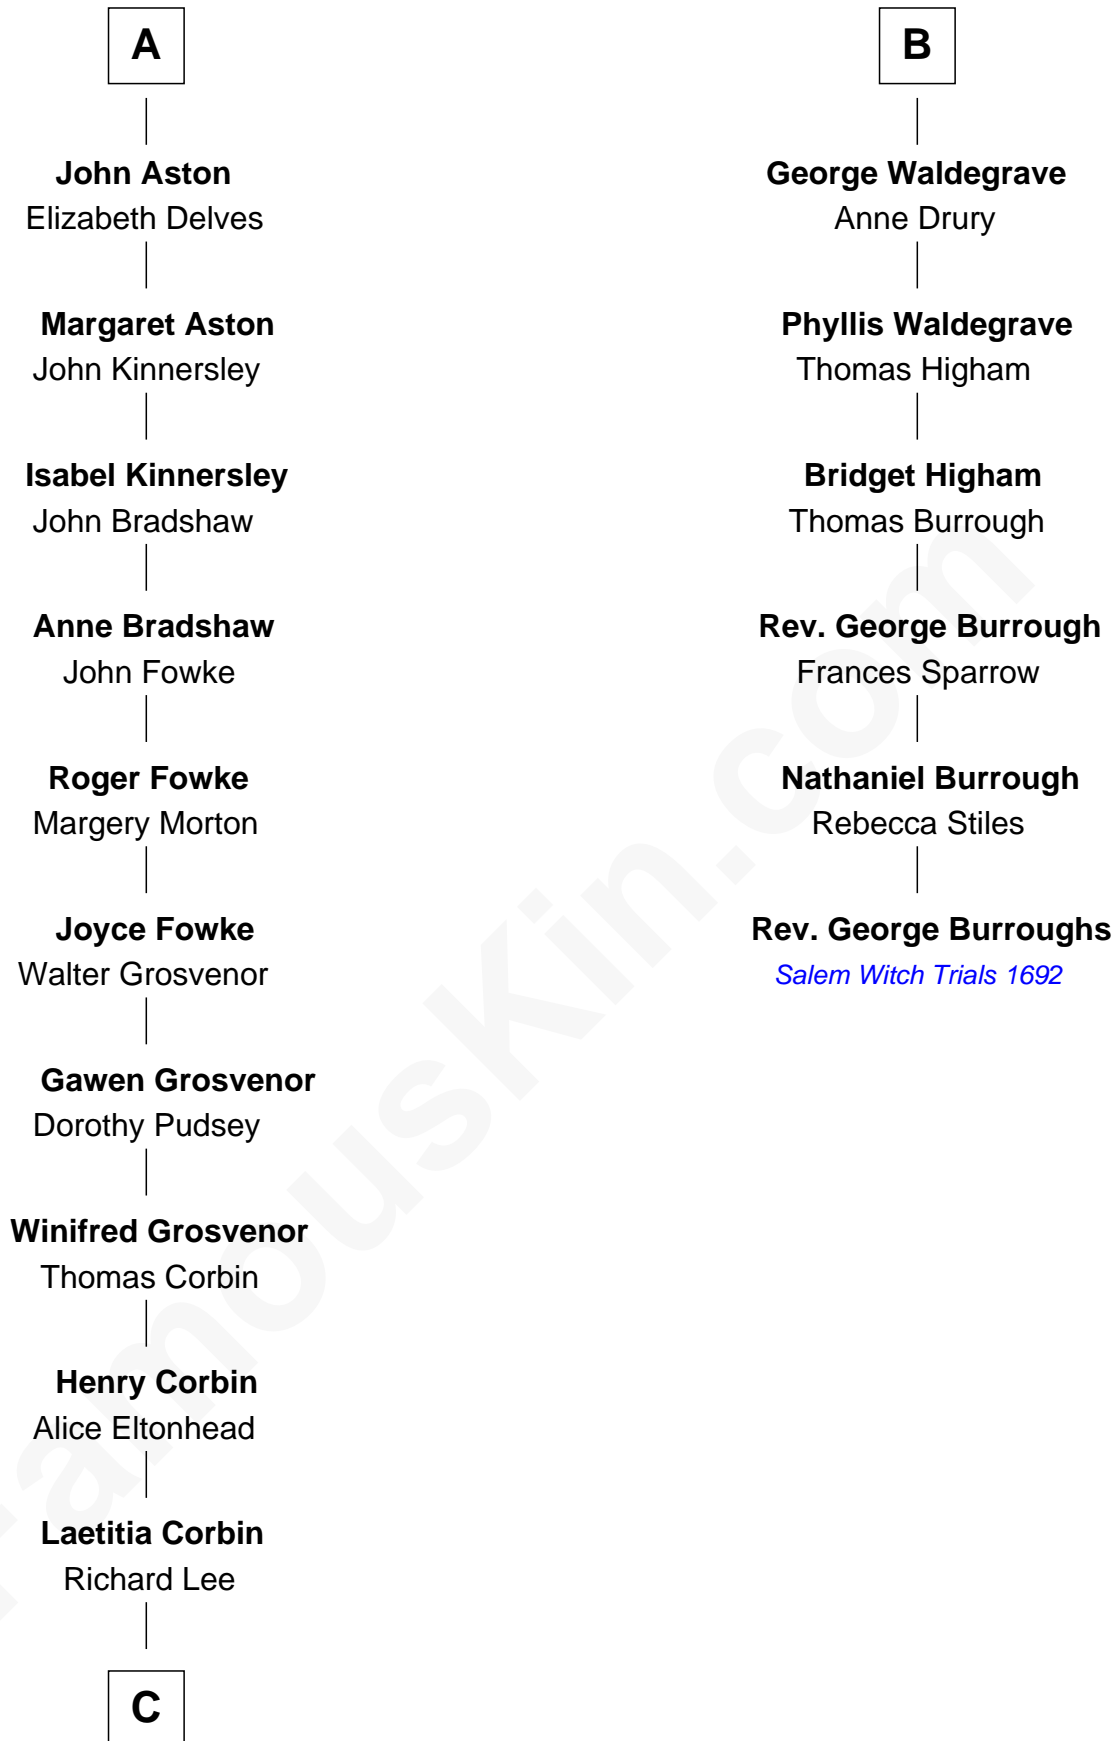 A
John Aston
Elizabeth Delves
Margaret Aston
John Kinnersley
Isabel Kinnersley
John Bradshaw
Anne Bradshaw
John Fowke
Roger Fowke
Margery Morton
Joyce Fowke
Walter Grosvenor
Gawen Grosvenor
Dorothy Pudsey
Winifred Grosvenor
Thomas Corbin
Henry Corbin
Alice Eltonhead
Laetitia Corbin
Richard Lee
C
B
George Waldegrave
Anne Drury
Phyllis Waldegrave
Thomas Higham
Bridget Higham
Thomas Burrough
Rev. George Burrough
Frances Sparrow
Nathaniel Burrough
Rebecca Stiles
Rev. George Burroughs
Salem Witch Trials 1692
FamousKin.com